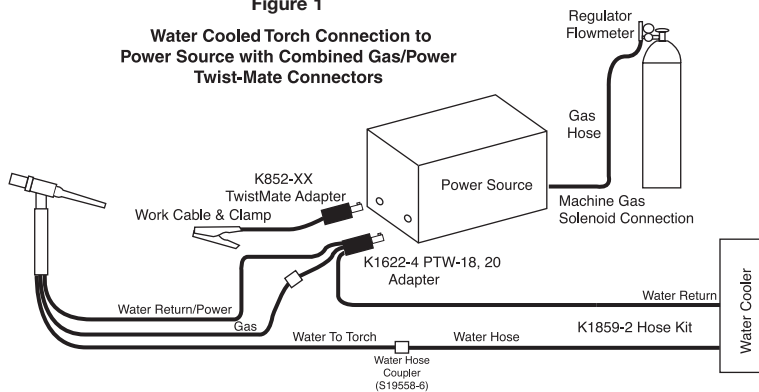 Figure 1
Water Cooled Torch Connection to
Power Source with Combined Gas/Power
Twist-Mate Connectors
Regulator
Flowmeter
Gas
Hose
K852-XX
TwistMate Adapter
Power Source
Work Cable & Clamp
Machine Gas
Solenoid Connection
K1622-4 PTW-18, 20
Adapter
Water Return/Power
Gas
Water Return
K1859-2 Hose Kit
Water Cooler
Water To Torch
Water Hose
Water Hose
Coupler
(S19558-6)